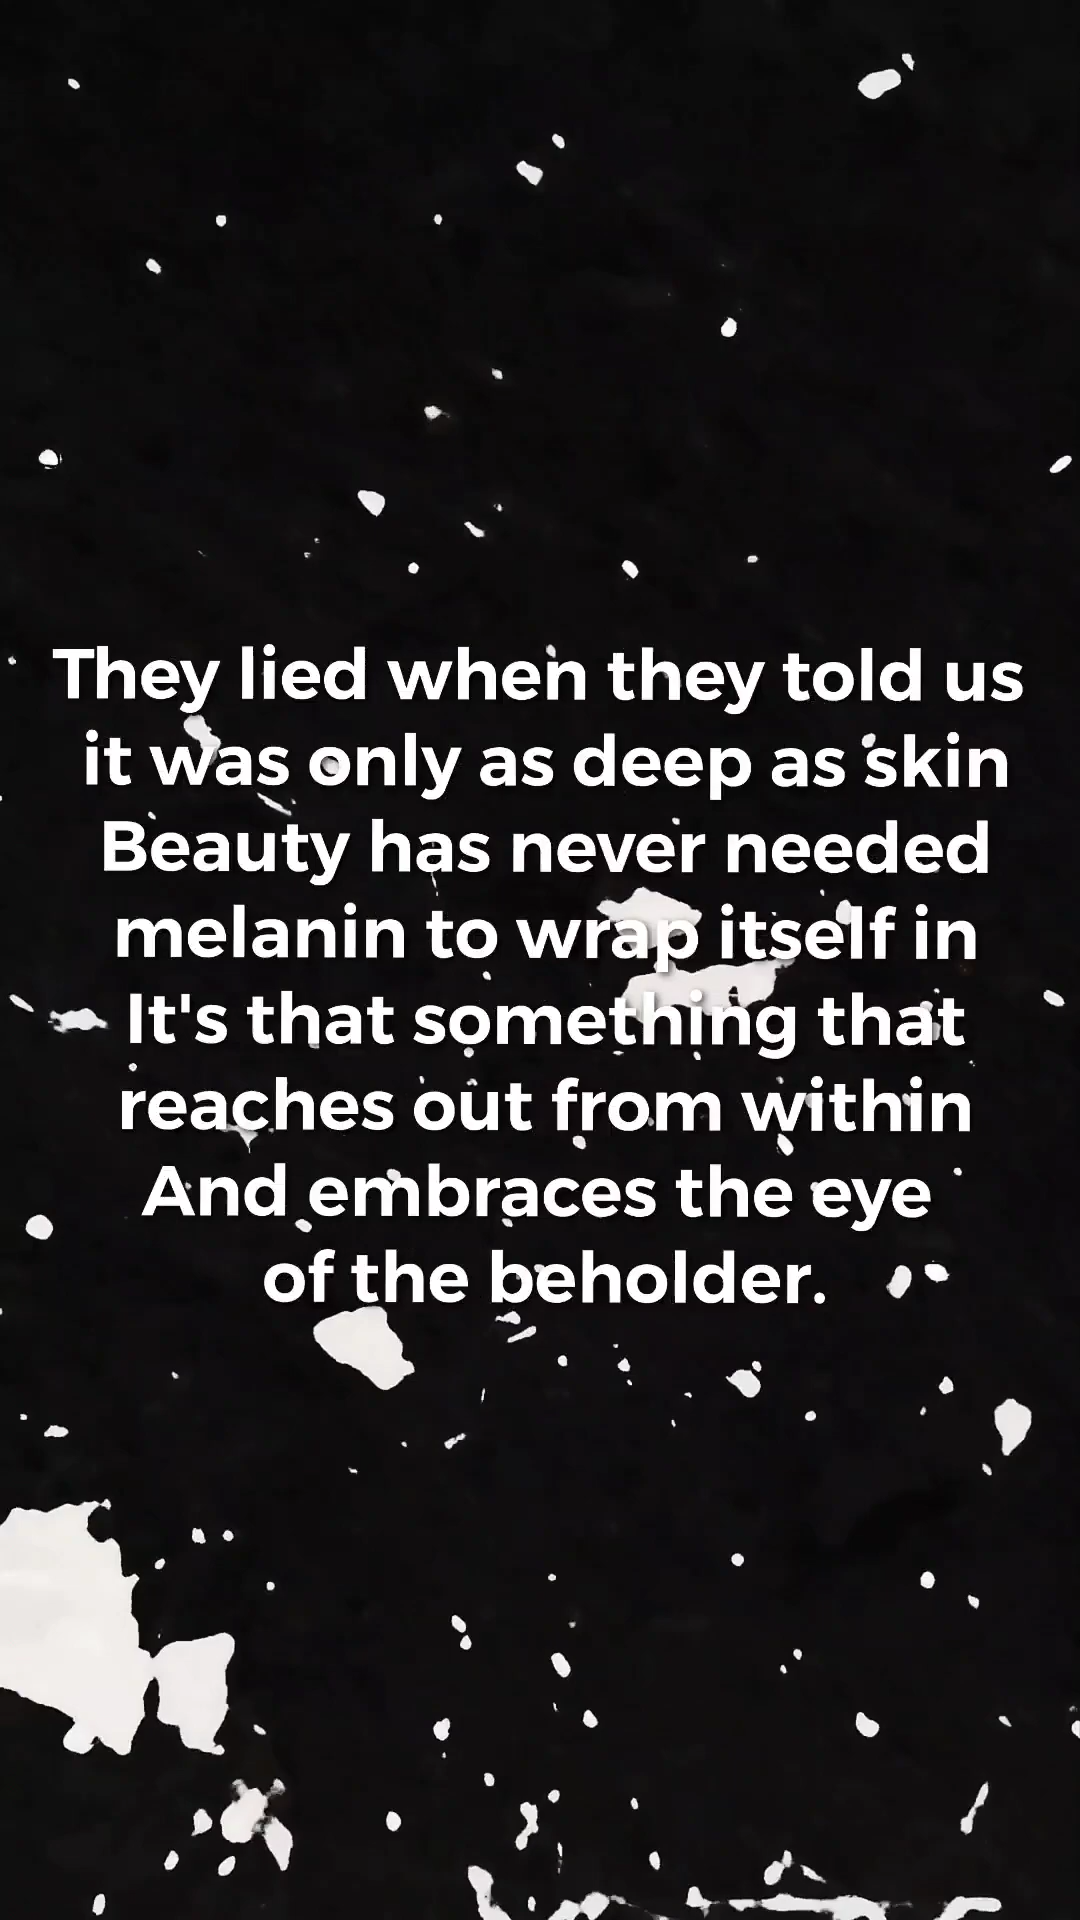 They lied when they told us
it was only as deep as skin
Beauty has never needed
melanin to wrap itself in
It's that something that
reaches out from within
And embraces the eye
of the beholder.